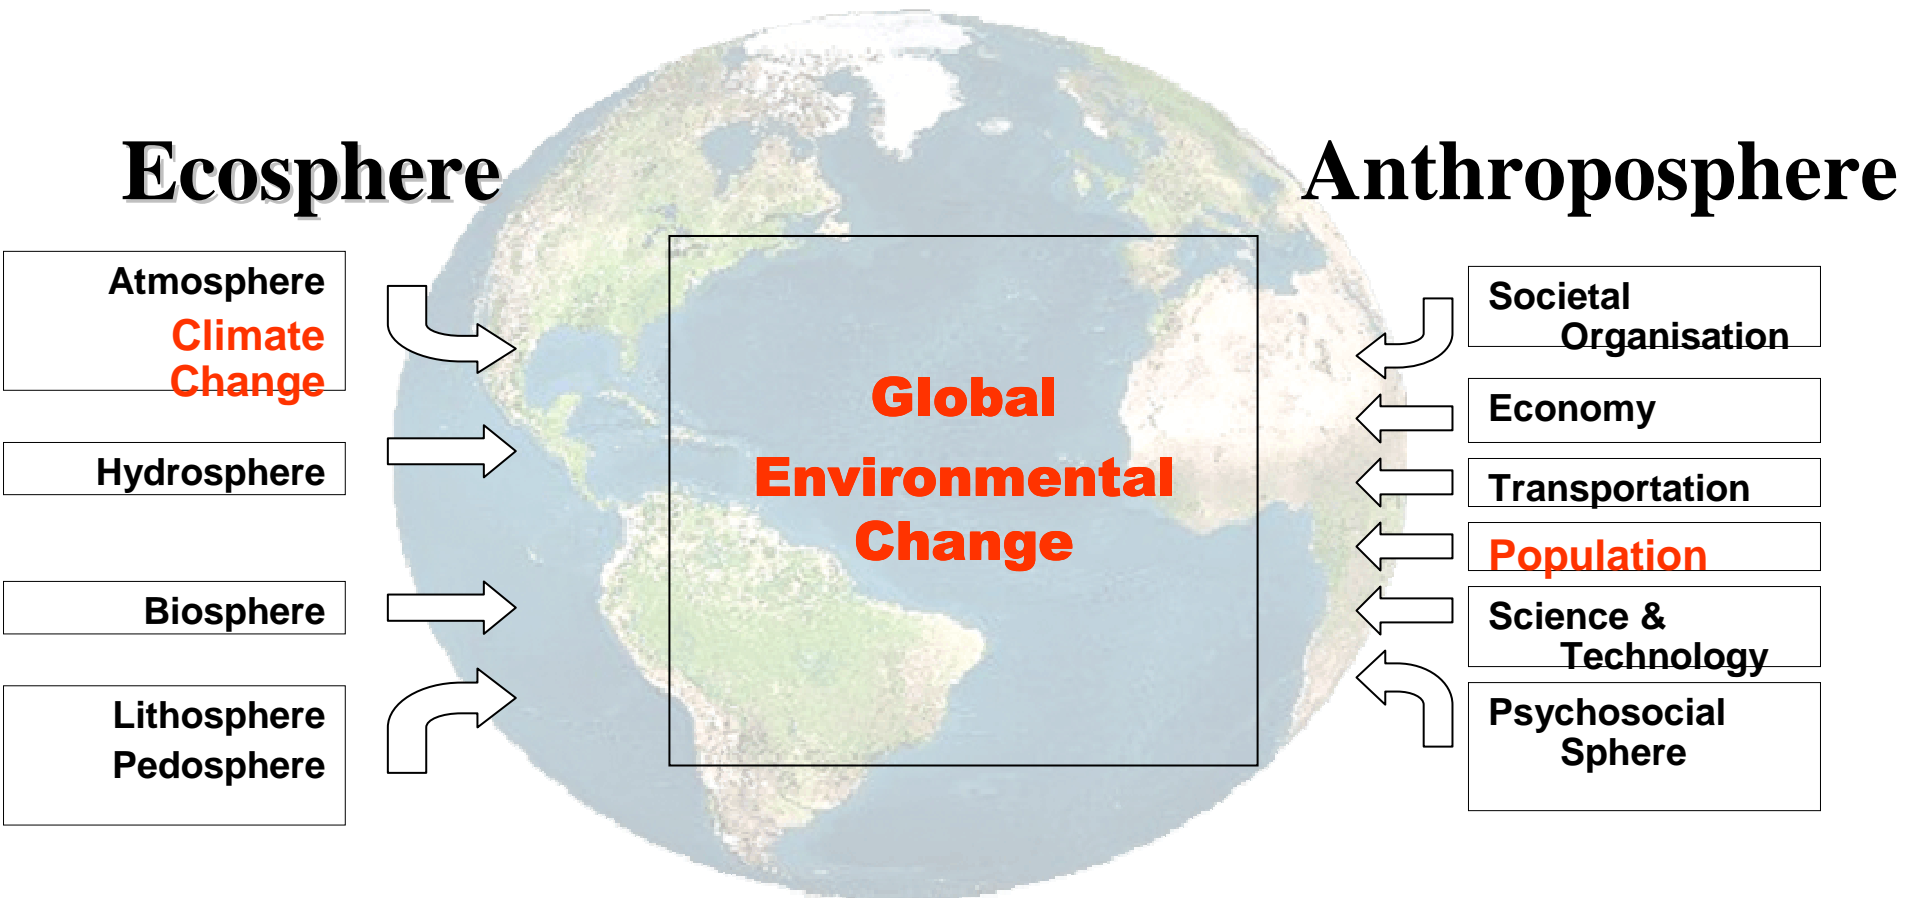 Ecosphere
Anthroposphere
Atmosphere
Climate
Change
Hydrosphere
Biosphere
Lithosphere
Pedosphere
Global
Environmental
Change
Societal
Organisation
Economy
Transportation
Population
Science &
Technology
Psychosocial
Sphere